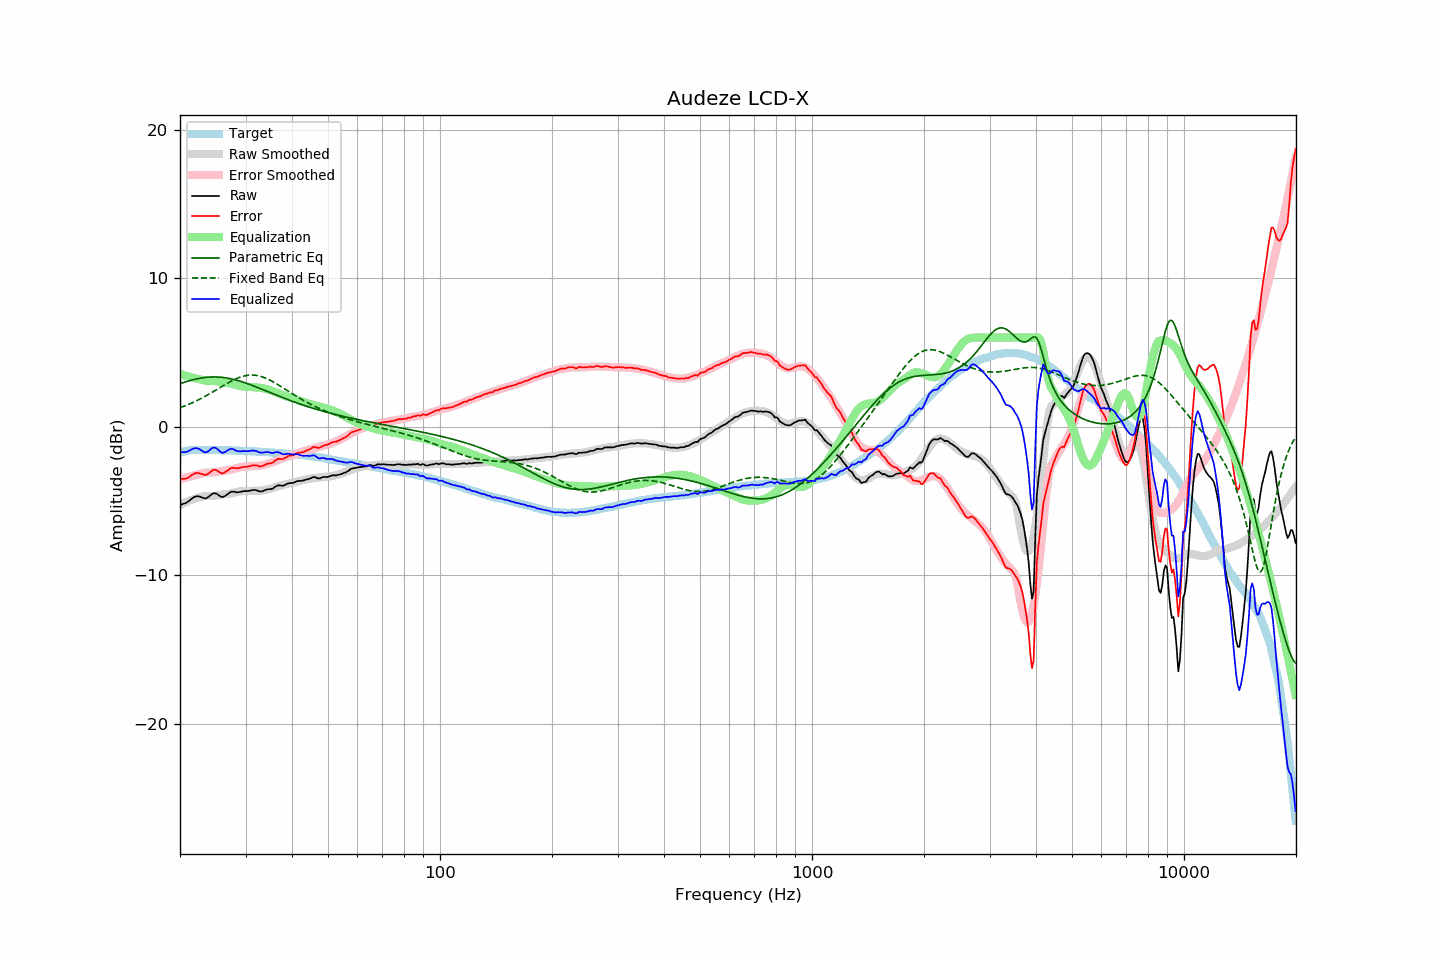 Audeze LCD-X
Target
Raw Smoothed
Error Smoothed
Raw
Error
Equalization
Parametric Eq
Fixed Band Eq
Equalized
20
10
0
−10
−20
Amplitude (dBr)
100
1000
10000
Frequency (Hz)